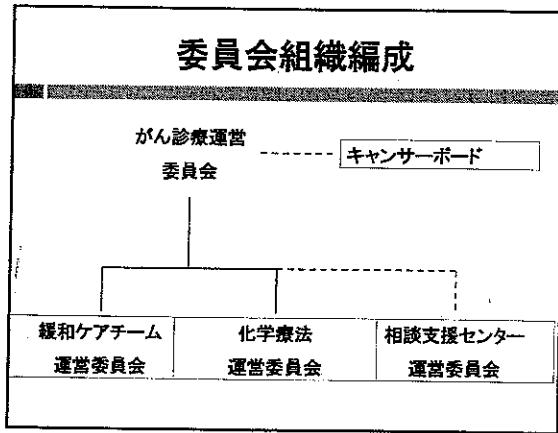 委員会組織編成
がん診療運営
委員会
キャンサーボード
緩和ケアチーム
運営委員会
化学療法
運営委員会
相談支援センター
運営委員会